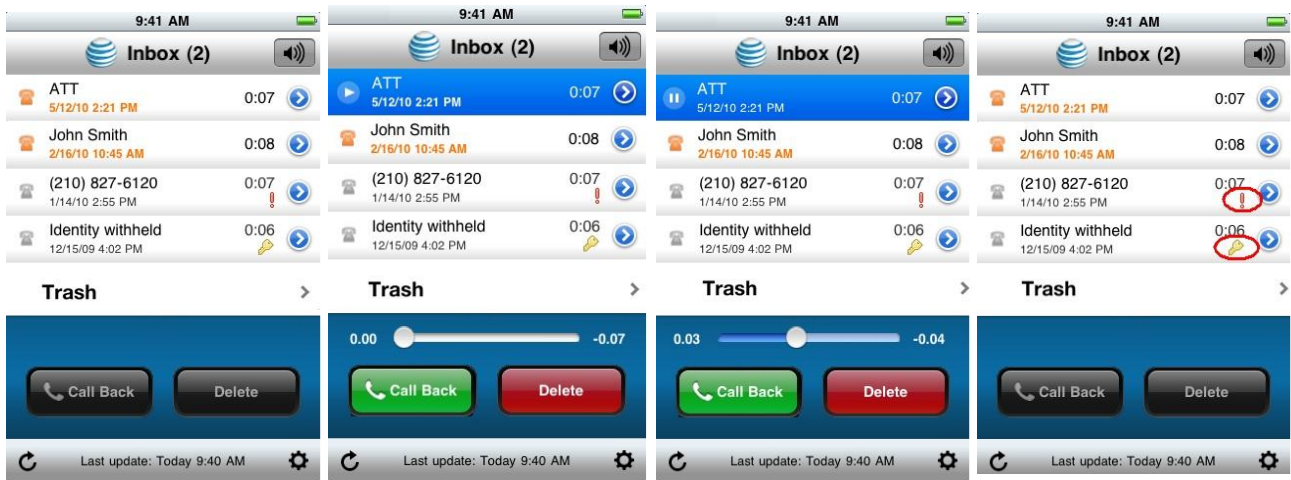 9:41 AM
Inbox (2)
ATT
5/12/10 2:21 PM
0:07
John Smith
2/16/10 10:45 AM
0:08
(210) 827-6120
1/14/10 2:55 PM
0:07
Identity withheld
12/15/09 4:02 PM
0:06
Trash
Call Back
Delete
Last update: Today 9:40 AM
9:41 AM
Inbox (2)
ATT
5/12/10 2:21 PM
0:07
John Smith
2/16/10 10:45 AM
0:08
(210) 827-6120
1/14/10 2:55 PM
0:07
Identity withheld
12/15/09 4:02 PM
0:06
Trash
0.00
-0.07
Call Back
Delete
Last update: Today 9:40 AM
9:41 AM
Inbox (2)
ATT
5/12/10 2:21 PM
0:07
John Smith
2/16/10 10:45 AM
0:08
(210) 827-6120
1/14/10 2:55 PM
0:07
Identity withheld
12/15/09 4:02 PM
0:06
Trash
0.03
-0.04
Call Back
Delete
Last update: Today 9:40 AM
9:41 AM
Inbox (2)
ATT
5/12/10 2:21 PM
0:07
John Smith
2/16/10 10:45 AM
0:08
(210) 827-6120
1/14/10 2:55 PM
0:07
Identity withheld
12/15/09 4:02 PM
0:06
Trash
Call Back
Delete
Last update: Today 9:40 AM